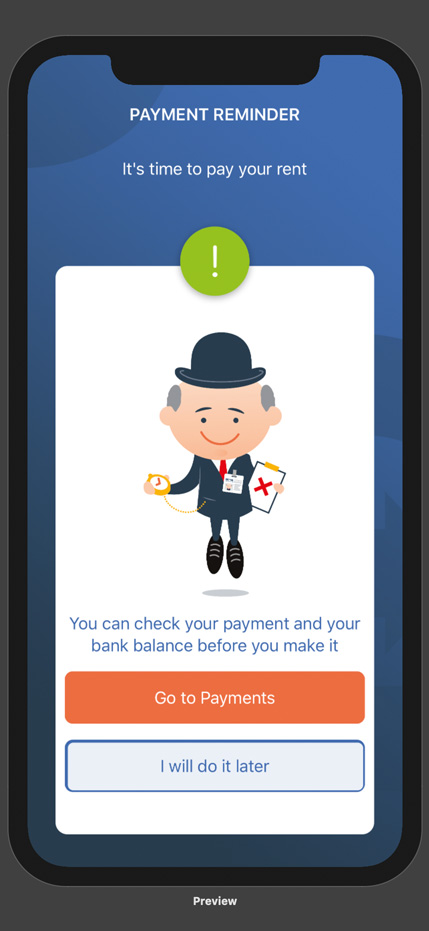 PAYMENT REMINDER
It's time to pay your rent
You can check your payment and your
bank balance before you make it
Go to Payments
I will do it later
Preview